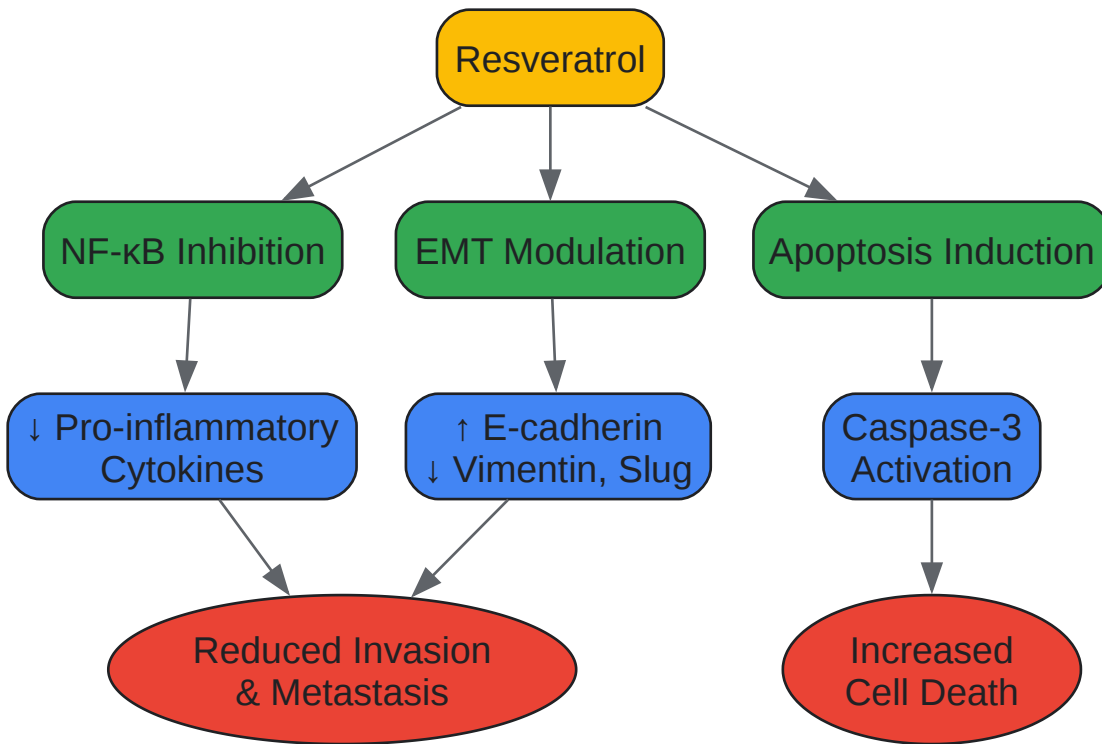 Resveratrol
NF-κB Inhibition
EMT Modulation
Apoptosis Induction
↓ Pro-inflammatory
Cytokines
↑ E-cadherin
↓ Vimentin, Slug
Caspase-3
Activation
Reduced Invasion
& Metastasis
Increased
Cell Death